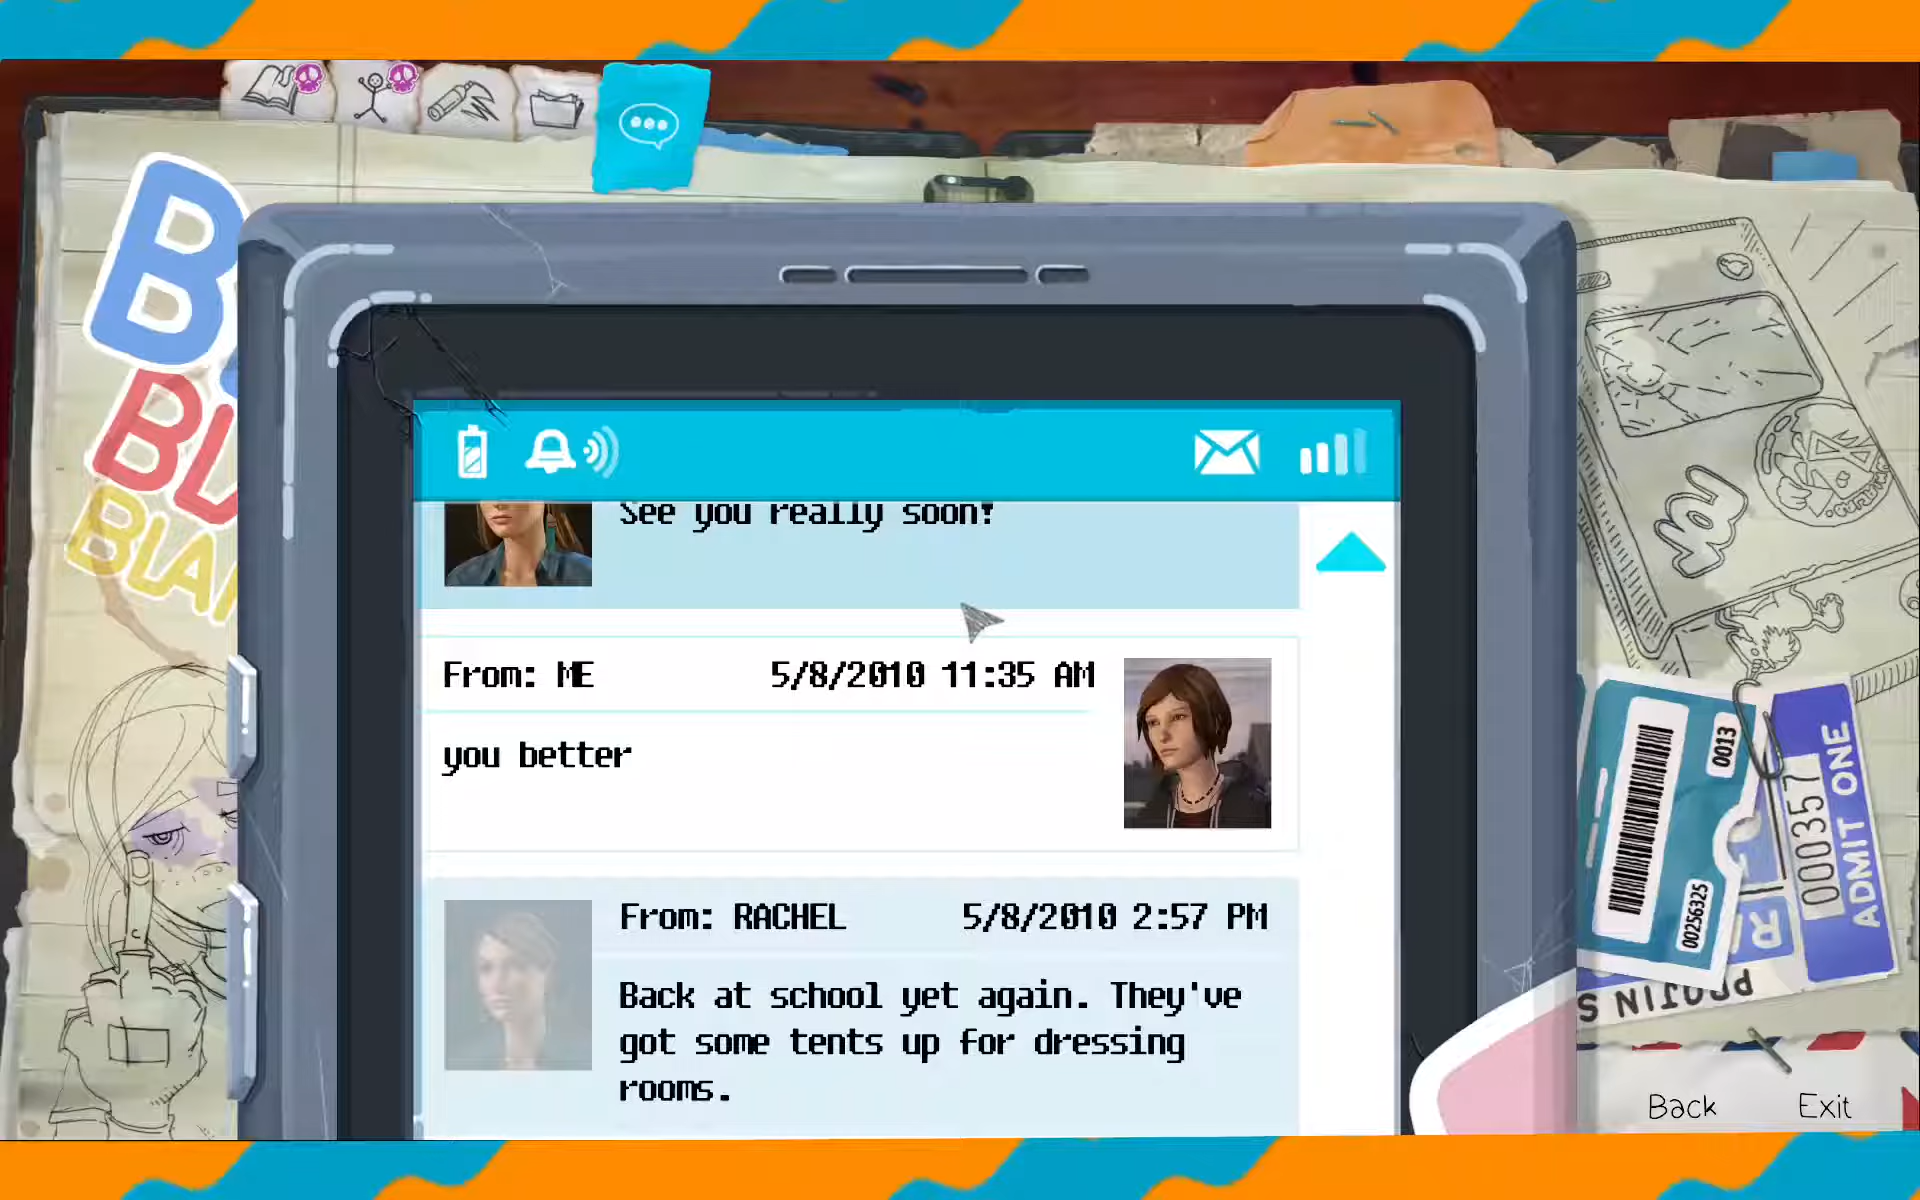 See you really soon!
From: ME 5/8/2010 11:35 AM
you better
From: RACHEL 5/8/2010 2:57 PM
Back at school yet again. They've
got some tents up for dressing
rooms.
0013
00256325
000357
ADMIT ONE
Back Exit